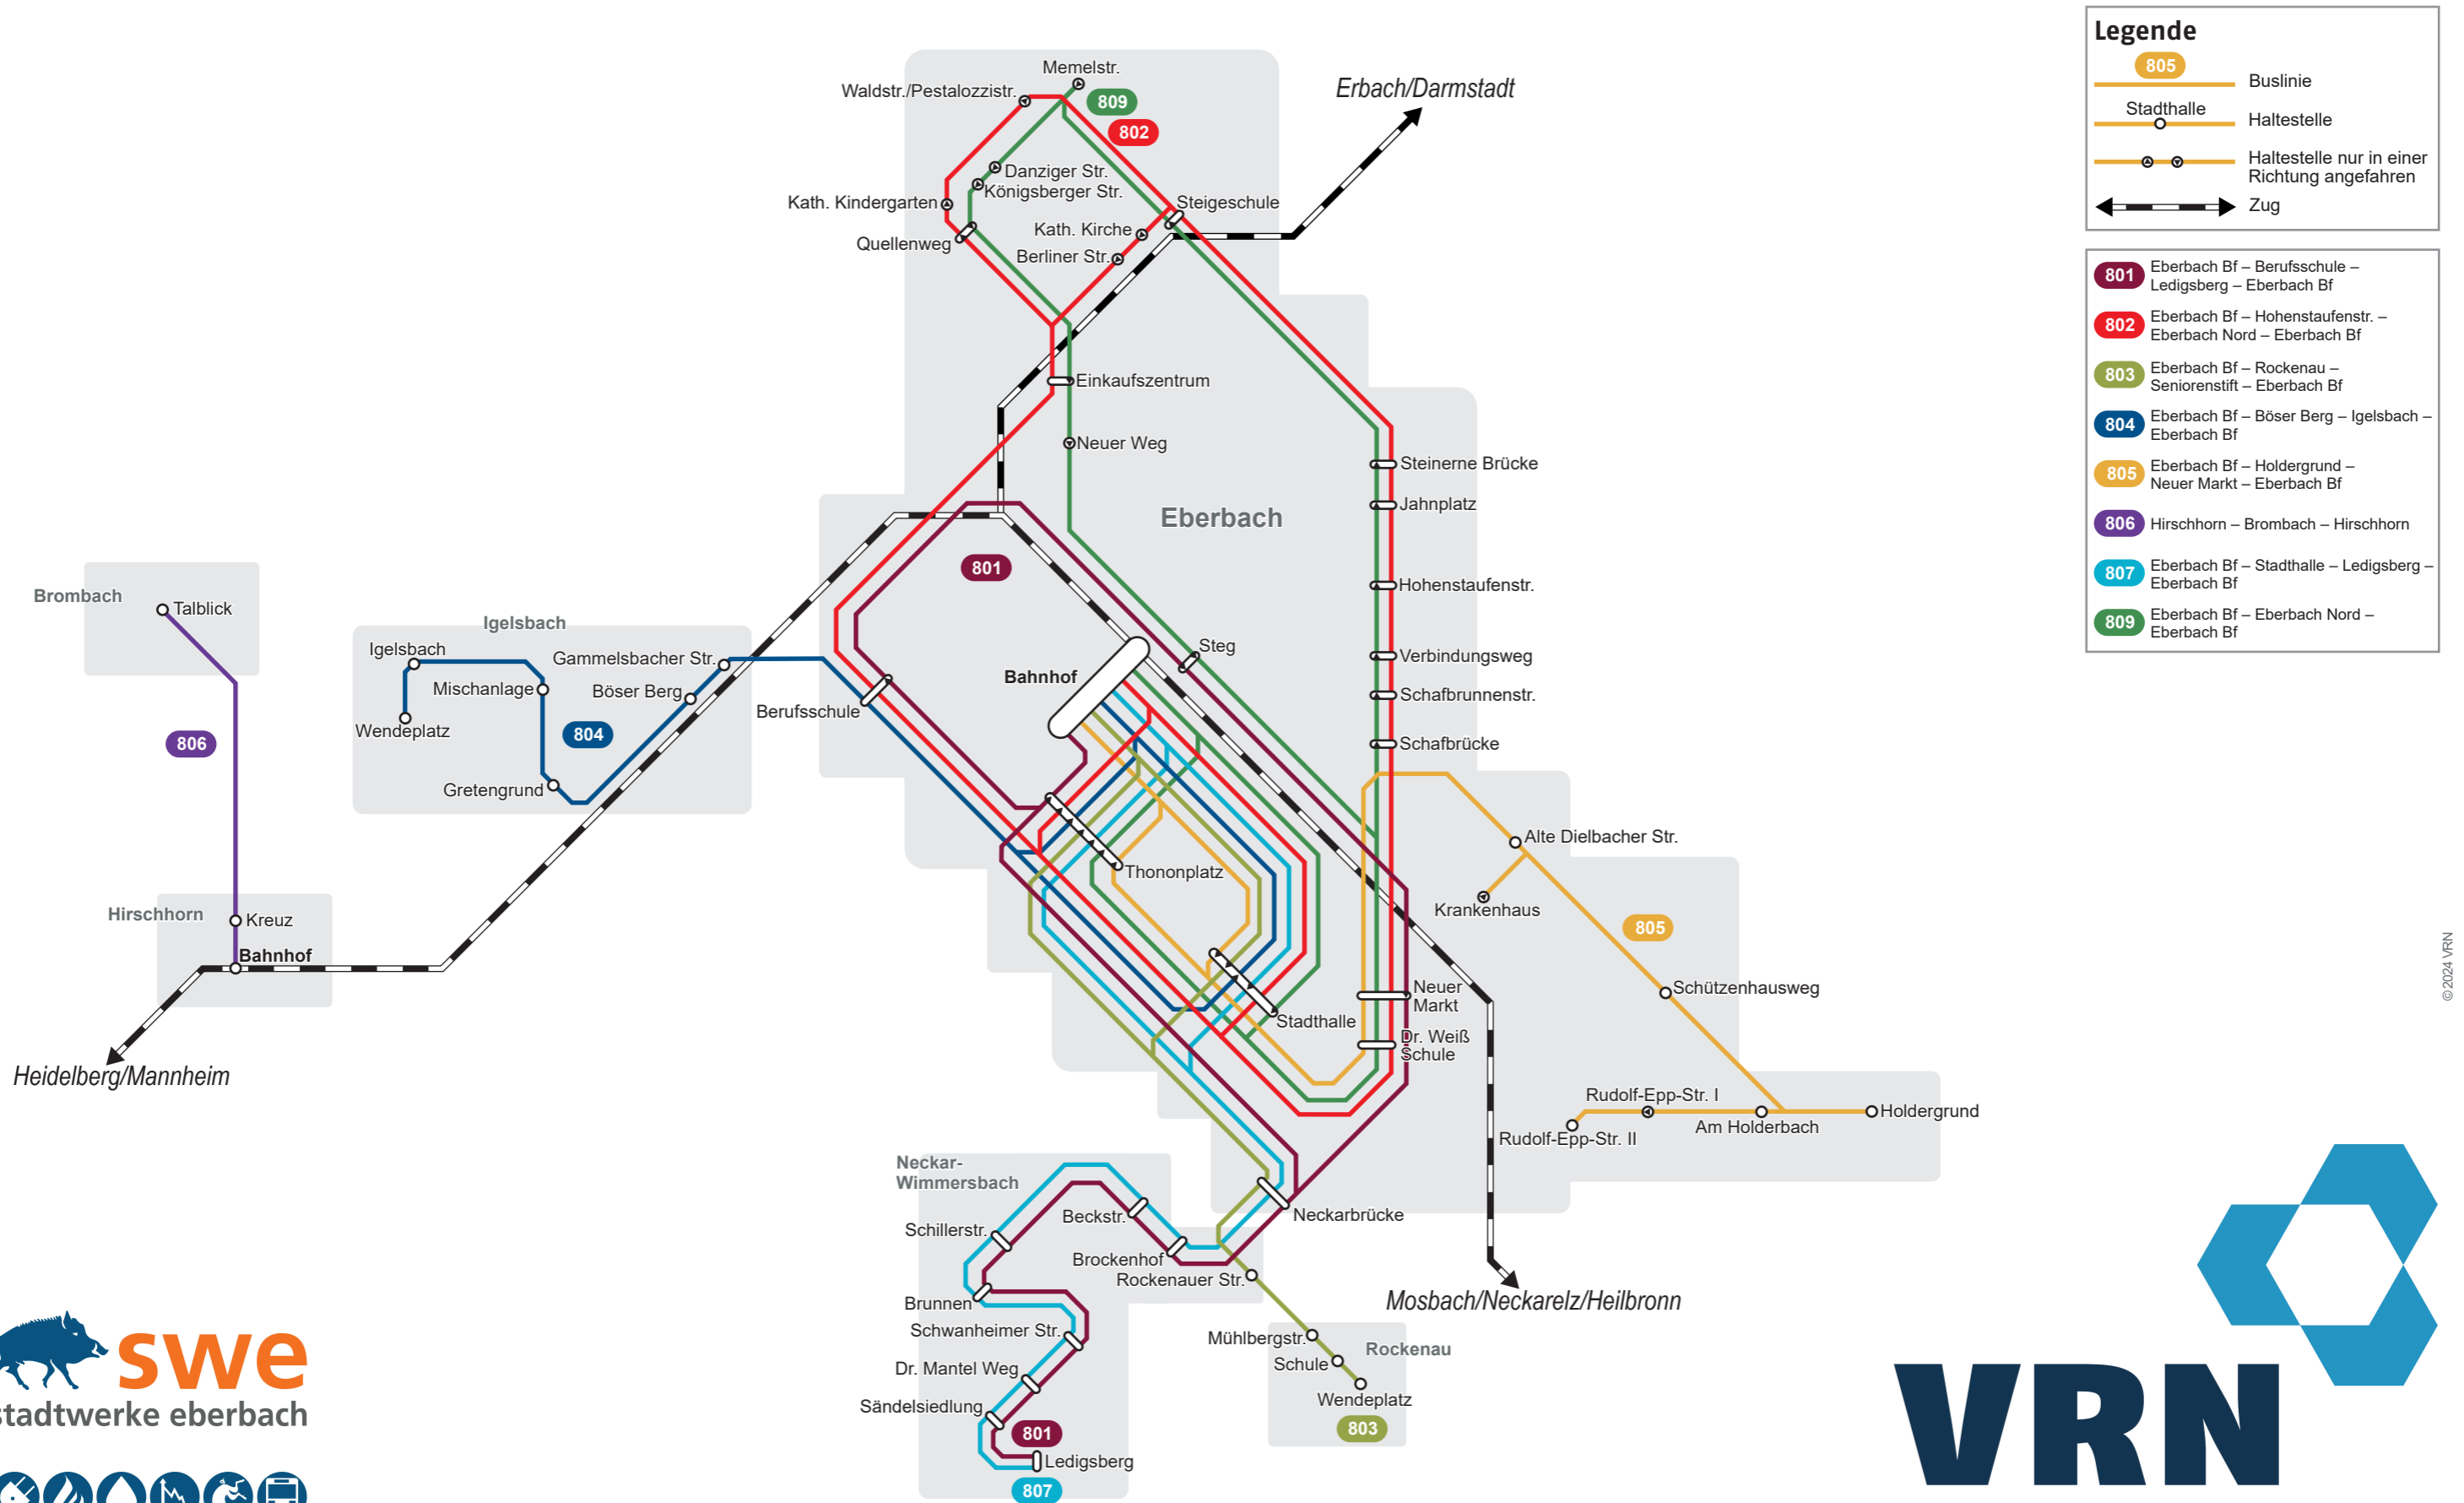 Legende
805
Buslinie
Stadthalle
Haltestelle
Haltestelle nur in einer
Richtung angefahren
Zug
801
Eberbach Bf – Berufsschule –
Ledigsberg – Eberbach Bf
802
Eberbach Bf – Hohenstaufenstr. –
Eberbach Nord – Eberbach Bf
803
Eberbach Bf – Rockenau –
Seniorenstift – Eberbach Bf
804
Eberbach Bf – Böser Berg – Igelsbach –
Eberbach Bf
805
Eberbach Bf – Holdergrund –
Neuer Markt – Eberbach Bf
806
Hirschhorn – Brombach – Hirschhorn
807
Eberbach Bf – Stadthalle – Ledigsberg –
Eberbach Bf
809
Eberbach Bf – Eberbach Nord –
Eberbach Bf
Memelstr.
Waldstr./Pestalozzistr.
809
802
Erbach/Darmstadt
Danziger Str.
Königsberger Str.
Kath. Kindergarten
Steigeschule
Kath. Kirche
Quellenweg
Berliner Str.
Einkaufszentrum
Neuer Weg
Steinerne Brücke
Jahnplatz
Eberbach
801
Hohenstaufenstr.
Brombach
Talblick
Igelsbach
Igelsbach
Gammelsbacher Str.
Steg
Verbindungsweg
Bahnhof
Mischanlage
Böser Berg
Schafbrunnenstr.
Berufsschule
Wendeplatz
804
806
Schafbrücke
Gretengrund
Alte Dielbacher Str.
Thononplatz
Krankenhaus
Hirschhorn
Kreuz
805
Bahnhof
Schützenhausweg
Neuer
Markt
Stadthalle
Dr. Weiß
Schule
Heidelberg/Mannheim
Rudolf-Epp-Str. I
Holdergrund
Am Holderbach
Rudolf-Epp-Str. II
Neckar-
Wimmersbach
Beckstr.
Neckarbrücke
Schillerstr.
Brockenhof
Rockenauer Str.
Brunnen
Mosbach/Neckarelz/Heilbronn
Schwanheimer Str.
Mühlbergstr.
Rockenau
Schule
Dr. Mantel Weg
Wendeplatz
Sändelsiedlung
803
801
Ledigsberg
807
swe
stadtwerke eberbach
VRN
©2024 VRN